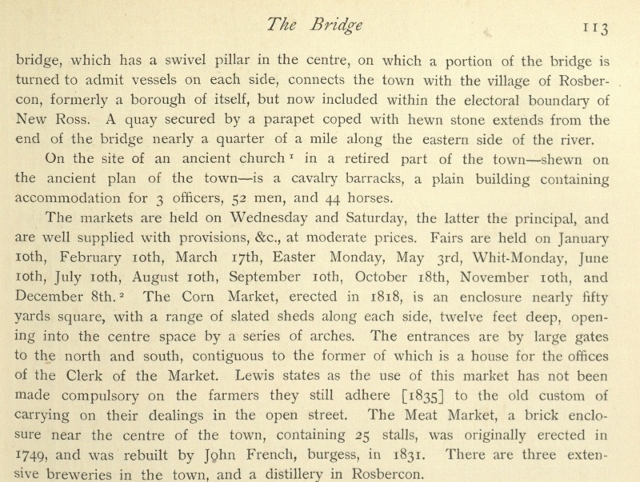 The Bridge 113
bridge, which has a swivel pillar in the centre, on which a portion of the bridge is
turned to admit vessels on each side, connects the town with the village of Rosber-
con, formerly a borough of itself, but now included within the electoral boundary of
New Ross. A quay secured by a parapet coped with hewn stone extends from the
end of the bridge nearly a quarter of a mile along the eastern side of the river.
On the site of an ancient church ¹ in a retired part of the town—shewn on
the ancient plan of the town—is a cavalry barracks, a plain building containing
accommodation for 3 officers, 52 men, and 44 horses.
The markets are held on Wednesday and Saturday, the latter the principal, and
are well supplied with provisions, &c., at moderate prices. Fairs are held on January
10th, February 10th, March 17th, Easter Monday, May 3rd, Whit-Monday, June
10th, July 10th, August 10th, September 10th, October 18th, November 10th, and
December 8th. ² The Corn Market, erected in 1818, is an enclosure nearly fifty
yards square, with a range of slated sheds along each side, twelve feet deep, open-
ing into the centre space by a series of arches. The entrances are by large gates
to the north and south, contiguous to the former of which is a house for the offices
of the Clerk of the Market. Lewis states as the use of this market has not been
made compulsory on the farmers they still adhere [1835] to the old custom of
carrying on their dealings in the open street. The Meat Market, a brick enclo-
sure near the centre of the town, containing 25 stalls, was originally erected in
1749, and was rebuilt by John French, burgess, in 1831. There are three exten-
sive breweries in the town, and a distillery in Rosbercon.